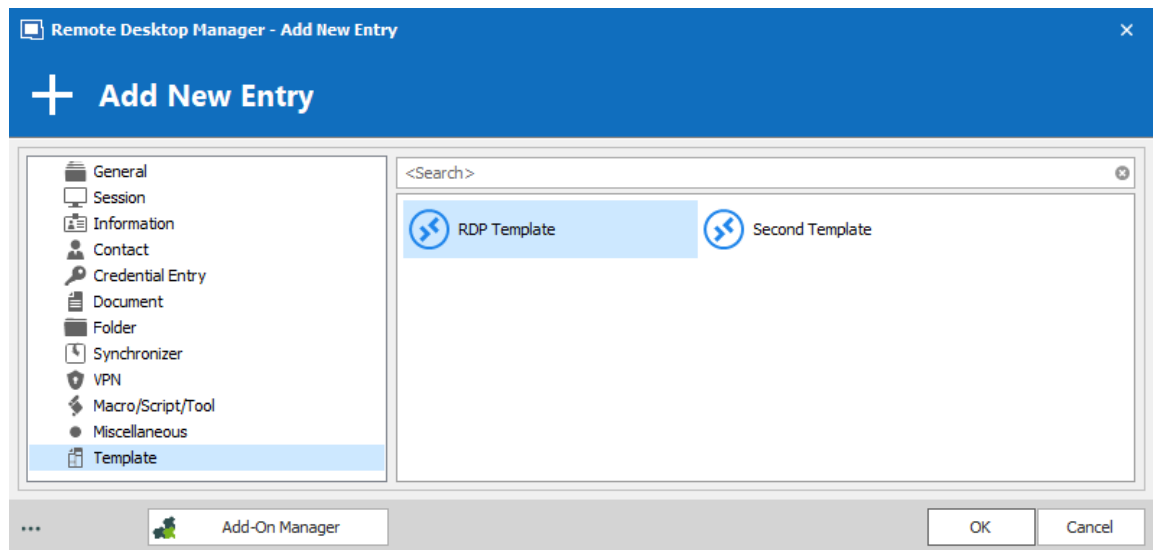 Remote Desktop Manager - Add New Entry
Add New Entry
General
Session
Information
Contact
Credential Entry
Document
Folder
Synchronizer
VPN
Macro/Script/Tool
Miscellaneous
Template
<Search>
RDP Template
Second Template
Add-On Manager
OK
Cancel